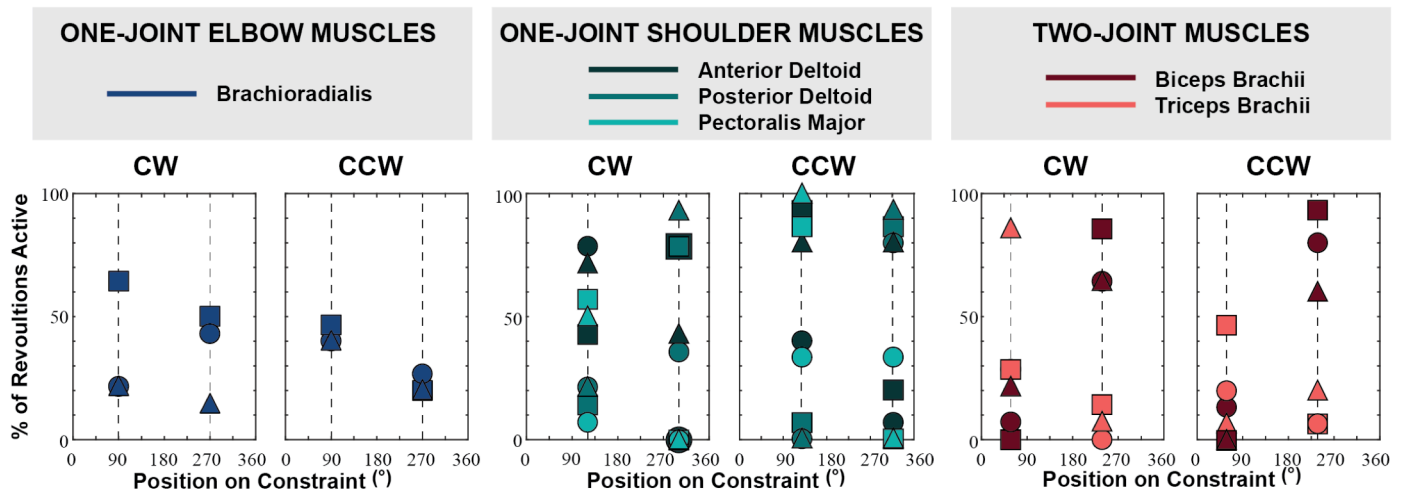 ONE-JOINT ELBOW MUSCLES
Brachioradialis
ONE-JOINT SHOULDER MUSCLES
Anterior Deltoid
Posterior Deltoid
Pectoralis Major
TWO-JOINT MUSCLES
Biceps Brachii
Triceps Brachii
CW CCW CW CCW CW CCW
% of Revoultions Active
100 100 100
50 50 50
0 0 0
0 90 180 270 360 0 90 180 270 360 0 90 180 270 360 0 90 180 270 360 0 90 180 270 360 0 90 180 270 360
Position on Constraint (°) Position on Constraint (°) Position on Constraint (°)